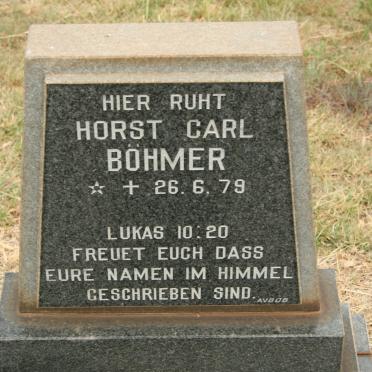 HIER RUHT
HORST CARL
BÖHMER
☆ + 26.6.79
LUKAS 10:20
FREUET EUCH DASS
EURE NAMEN IM HIMMEL
GESCHRIEBEN SIND.